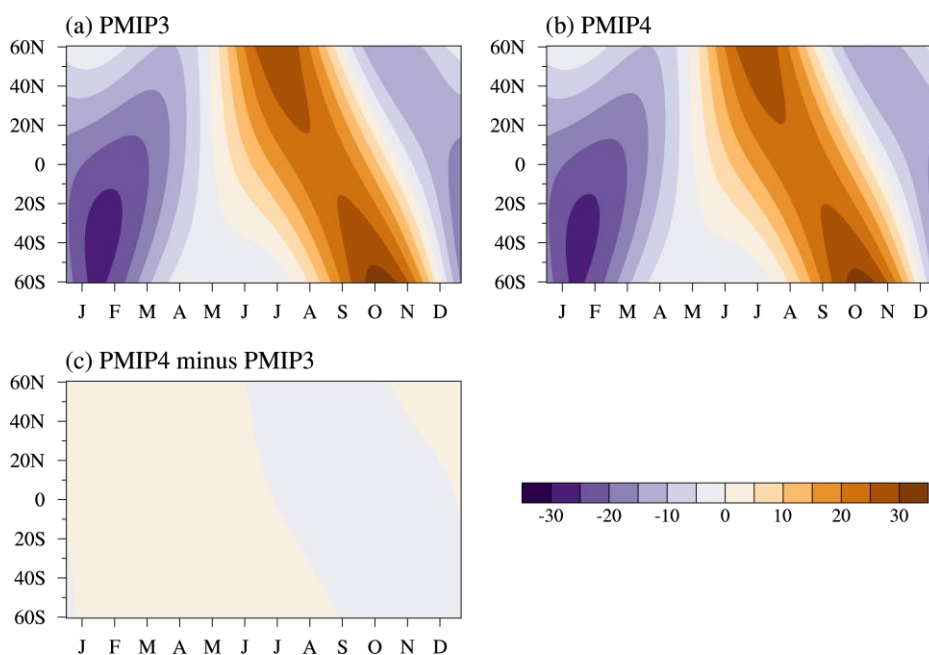 (a) PMIP3
(b) PMIP4
60N
40N
20N
0
20S
40S
60S
J F M A M J J A S O N D
60N
40N
20N
0
20S
40S
60S
J F M A M J J A S O N D
(c) PMIP4 minus PMIP3
60N
40N
20N
0
20S
40S
60S
J F M A M J J A S O N D
-30 -20 -10 0 10 20 30